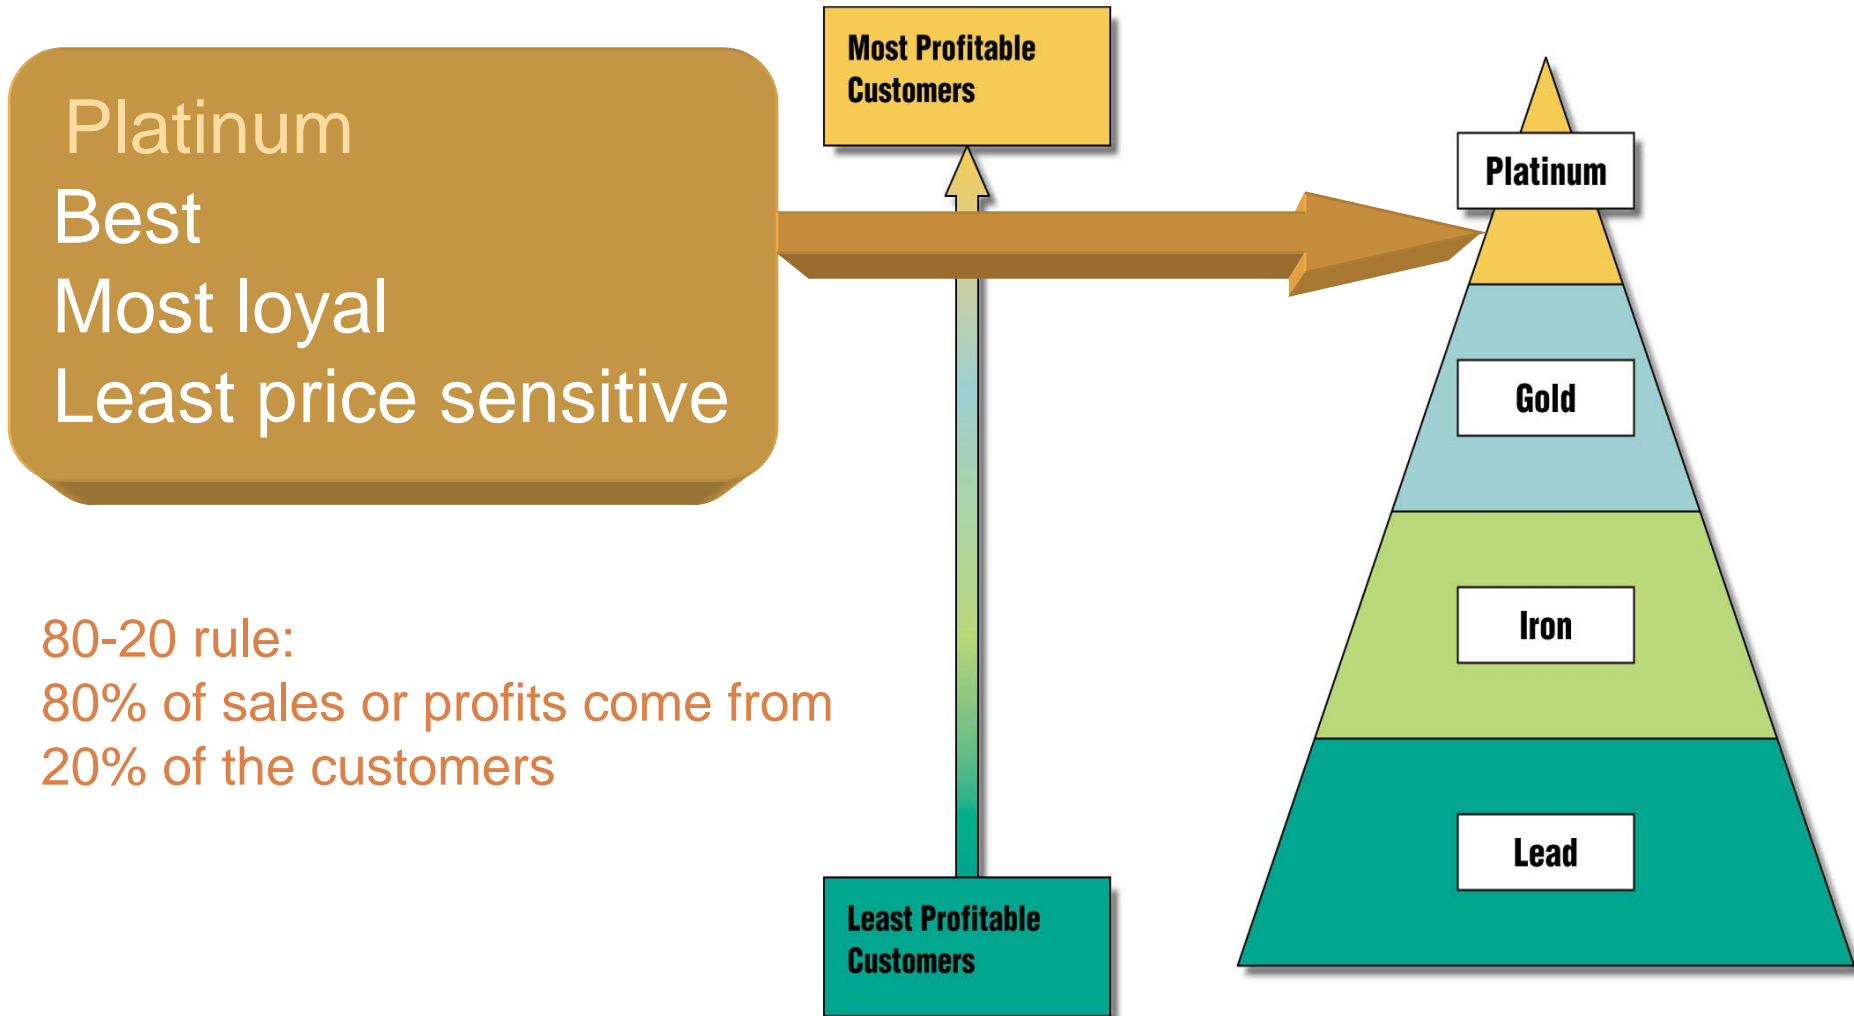 Platinum
Best
Most loyal
Least price sensitive
80-20 rule:
80% of sales or profits come from
20% of the customers
Most Profitable
Customers
Least Profitable
Customers
Platinum
Gold
Iron
Lead